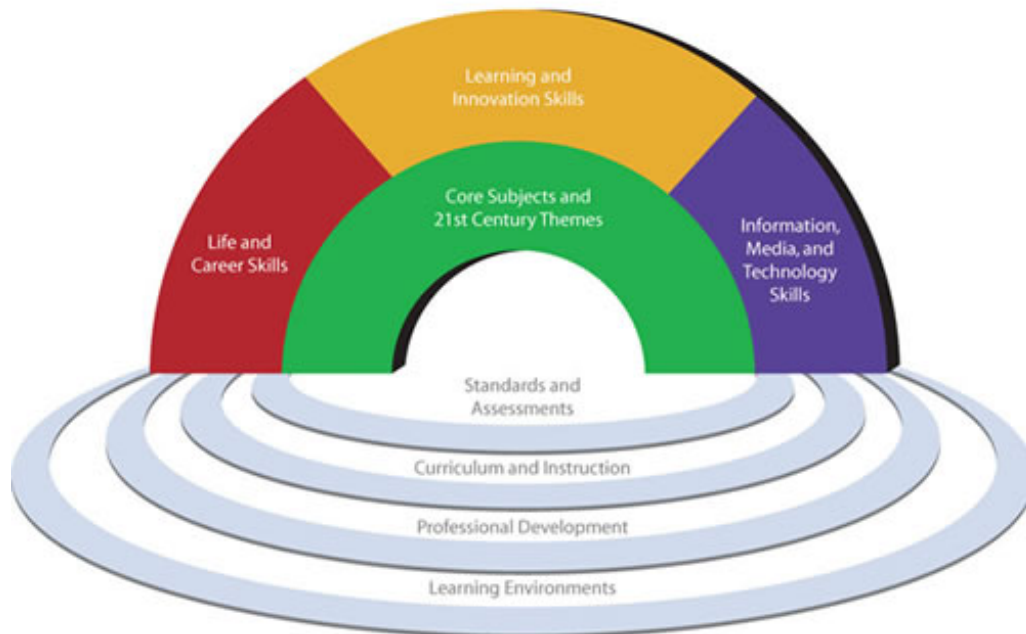 Learning and
Innovation Skills
Core Subjects and
21st Century Themes
Life and
Career Skills
Information,
Media, and
Technology
Skills
Standards and
Assessments
Curriculum and Instruction
Professional Development
Learning Environments